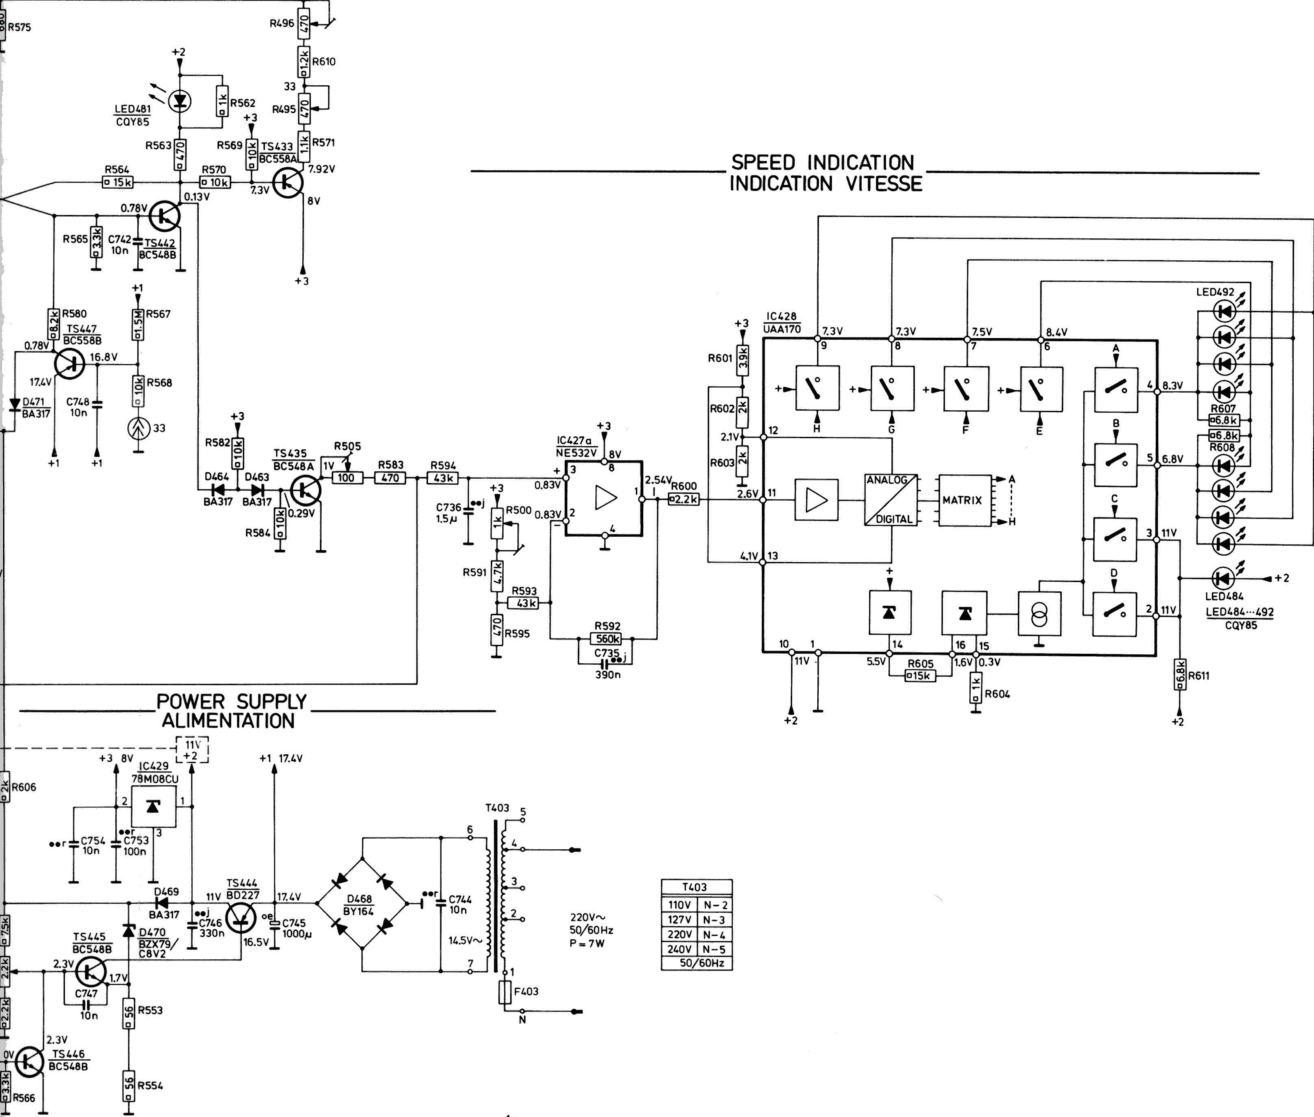 R575
R496
470
R610
1.2k
33
R495
470
R571
1.1k
+2
LED481
CQY85
1k
R562
R563
470
+3
R569
10k
TS433
BC558A
7.92V
7.3V
8V
+3
R564
15k
R570
10k
0.13V
0.78V
R565
3.3k
C742
10n
TS442
BC548B
+1
R580
8.2k
R567
1.5M
TS447
BC558B
0.78V
16.8V
17.4V
R568
10k
D471
BA317
C748
10n
33
+1
+1
+3
R582
10k
D464
BA317
D463
BA317
TS435
BC548A
1V
0.29V
R584
10k
R505
100
R583
470
R594
43k
C736
1.5µ
+3
R500
1k
R591
4.7k
R593
43k
R595
470
+3
IC427a
NE532V
8V
8
+ 3
0.83V
0.83V 2
−
4
1
2.54V
R600
2.2k
R592
560k
C735
390n
SPEED INDICATION
INDICATION VITESSE
+3
R601
3.9k
R602
2k
2.1V
R603
2k
IC428
UAA170
7.3V
9
7.3V
8
7.5V
7
8.4V
6
+ + + +
H G F E
12
2.6V 11
4.1V 13
ANALOG
DIGITAL
MATRIX
A
H
A
4 8.3V
B
5 6.8V
C
3 11V
D
2 11V
+
10
11V
1
14
5.5V
R605
15k
16 15
1.6V 0.3V
1k
R604
+2
LED492
R607
6.8k
6.8k
R608
LED484
+2
LED484...492
CQY85
6.8k
R611
+2
POWER SUPPLY
ALIMENTATION
11V
+2
+3 8V
+1 17.4V
IC429
78M08CU
2 1
3
2k
R606
C754
10n
C753
100n
D469
BA317
11V
TS444
BD227
17.4V
C746
330n
16.5V
C745
1000µ
D470
BZX79/
C8V2
TS445
BC548B
2.3V
1.7V
C747
10n
2.2k
2.2k
R553
56
R554
56
2.3V
TS446
BC548B
0V
3.3k
R566
D468
BY164
C744
10n
14.5V~
T403
6
7
5
4
3
2
1
F403
N
220V~
50/60Hz
P = 7W
T403
110V N-2
127V N-3
220V N-4
240V N-5
50/60Hz